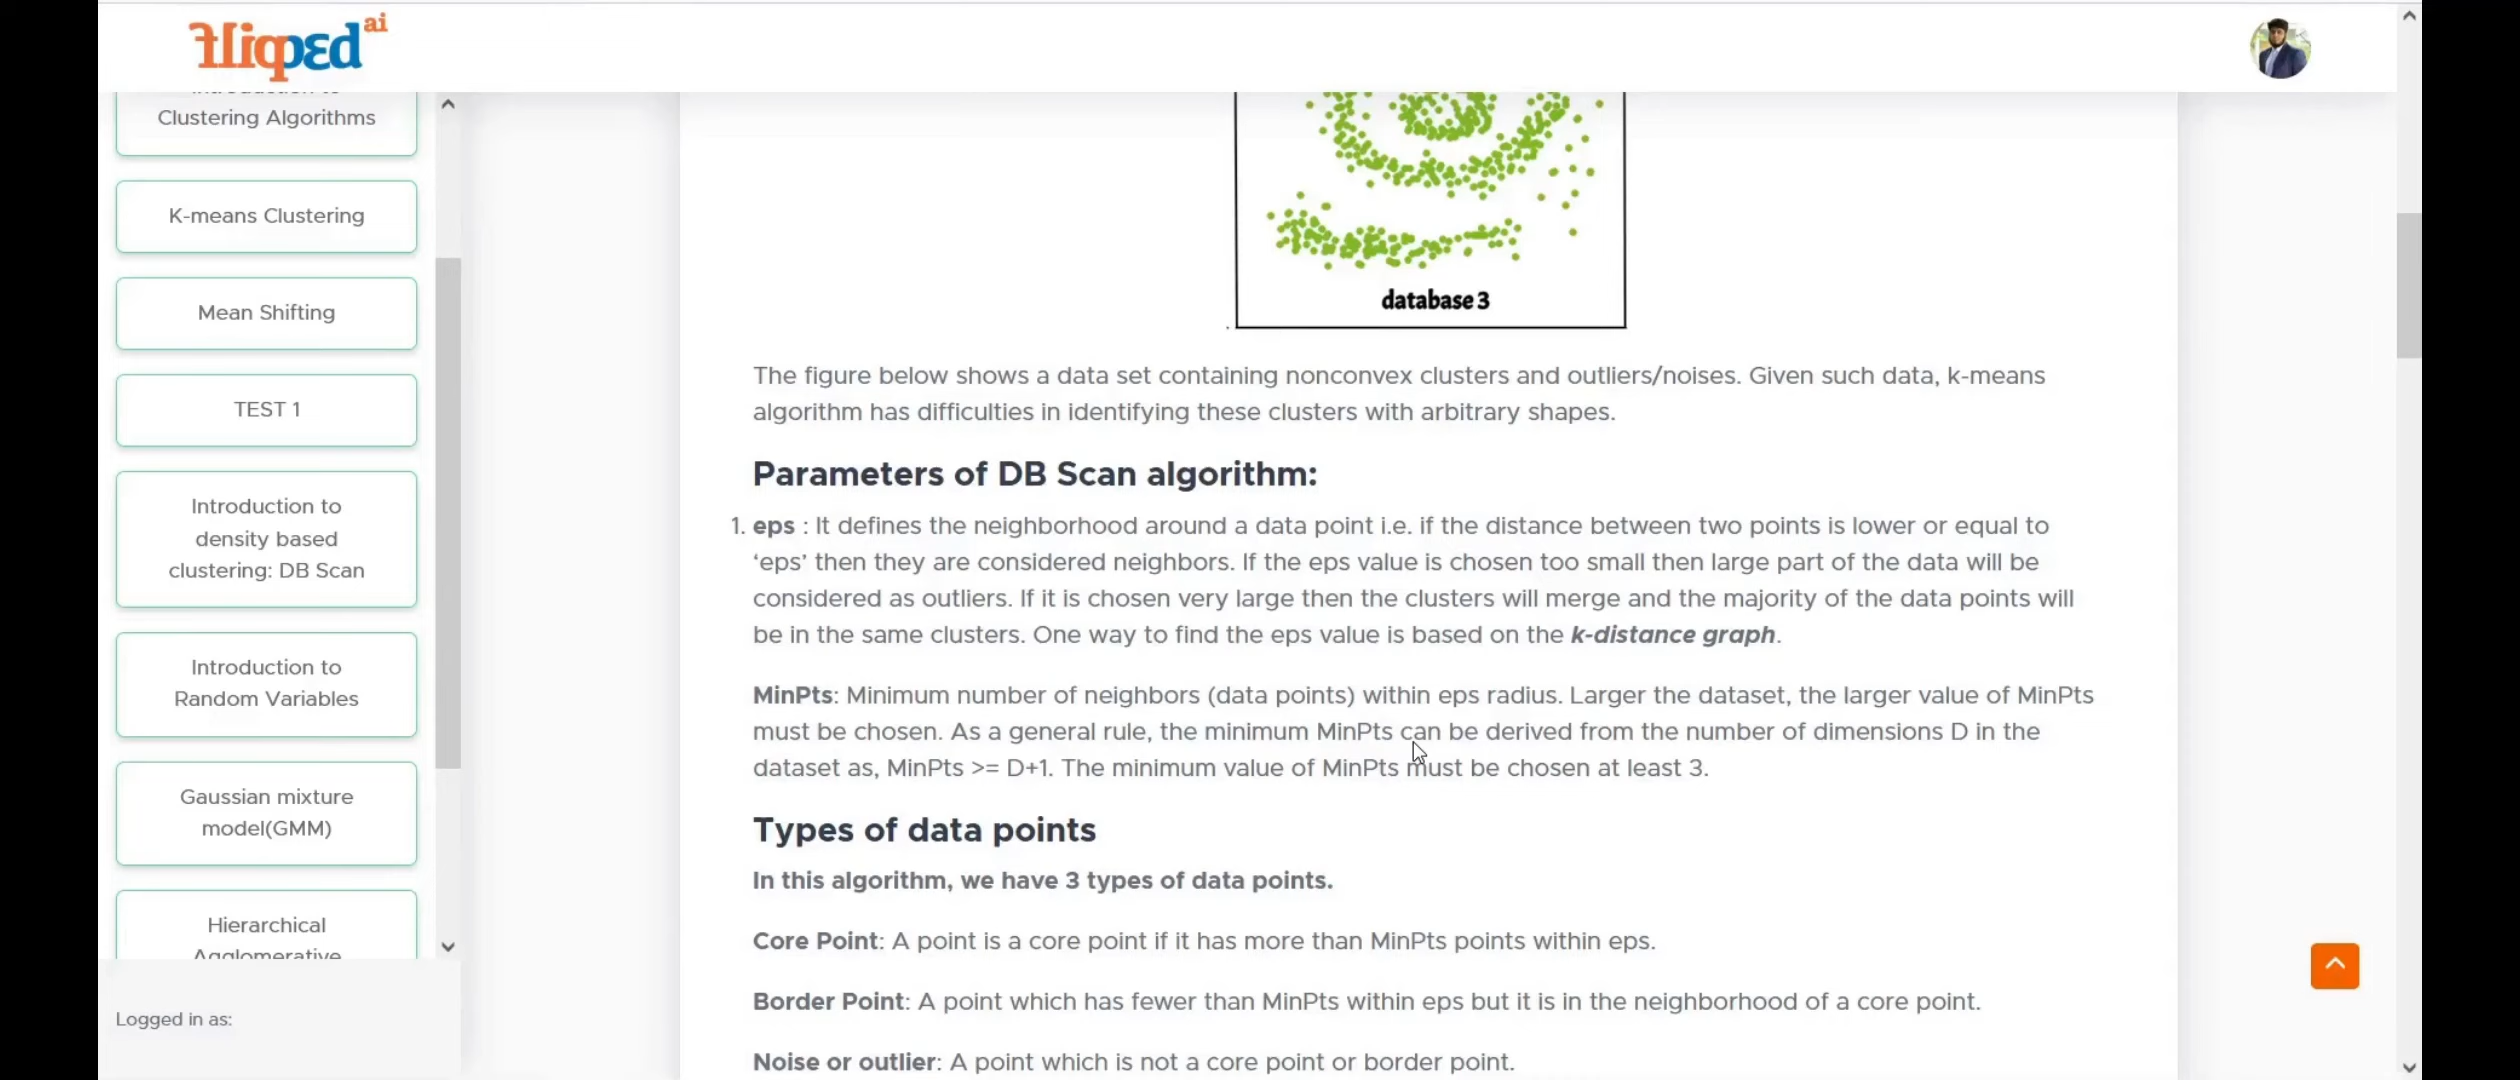 flipped ai
Clustering Algorithms
K-means Clustering
Mean Shifting
TEST 1
Introduction to
density based
clustering: DB Scan
Introduction to
Random Variables
Gaussian mixture
model(GMM)
Hierarchical
Agglomerative
Logged in as:
database 3
The figure below shows a data set containing nonconvex clusters and outliers/noises. Given such data, k-means
algorithm has difficulties in identifying these clusters with arbitrary shapes.
Parameters of DB Scan algorithm:
1. eps : It defines the neighborhood around a data point i.e. if the distance between two points is lower or equal to
‘eps’ then they are considered neighbors. If the eps value is chosen too small then large part of the data will be
considered as outliers. If it is chosen very large then the clusters will merge and the majority of the data points will
be in the same clusters. One way to find the eps value is based on the k-distance graph.
MinPts: Minimum number of neighbors (data points) within eps radius. Larger the dataset, the larger value of MinPts
must be chosen. As a general rule, the minimum MinPts can be derived from the number of dimensions D in the
dataset as, MinPts >= D+1. The minimum value of MinPts must be chosen at least 3.
Types of data points
In this algorithm, we have 3 types of data points.
Core Point: A point is a core point if it has more than MinPts points within eps.
Border Point: A point which has fewer than MinPts within eps but it is in the neighborhood of a core point.
Noise or outlier: A point which is not a core point or border point.